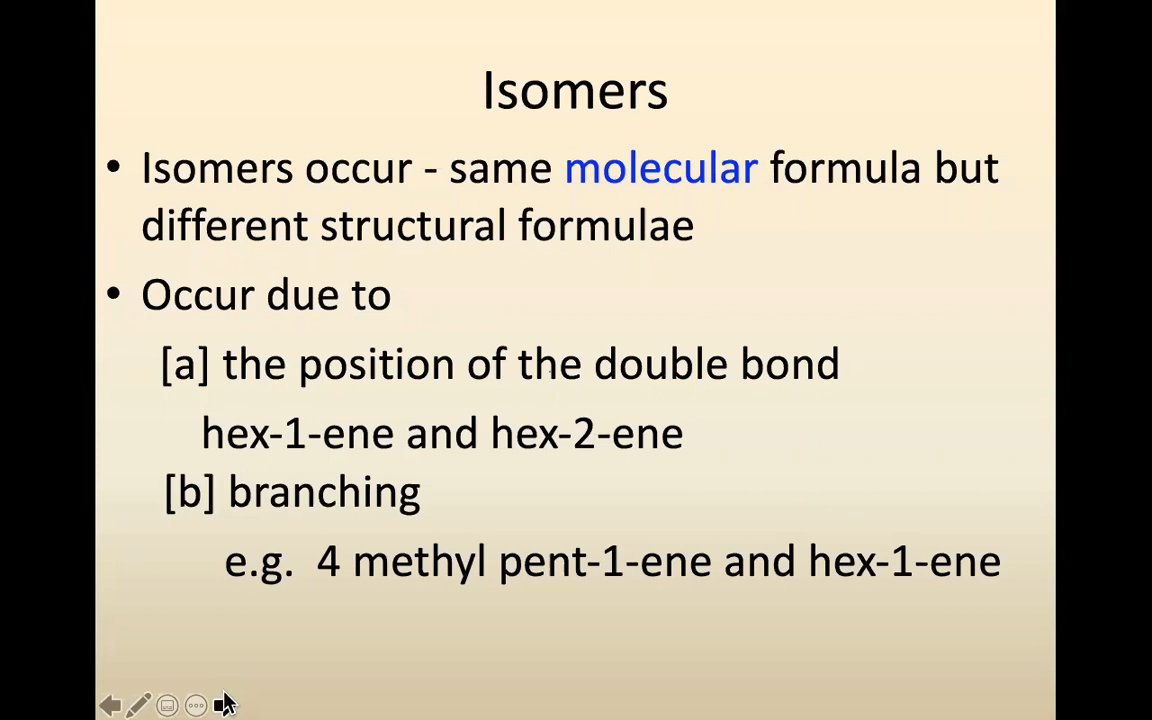 Isomers
• Isomers occur - same molecular formula but
different structural formulae
• Occur due to
[a] the position of the double bond
hex-1-ene and hex-2-ene
[b] branching
e.g. 4 methyl pent-1-ene and hex-1-ene